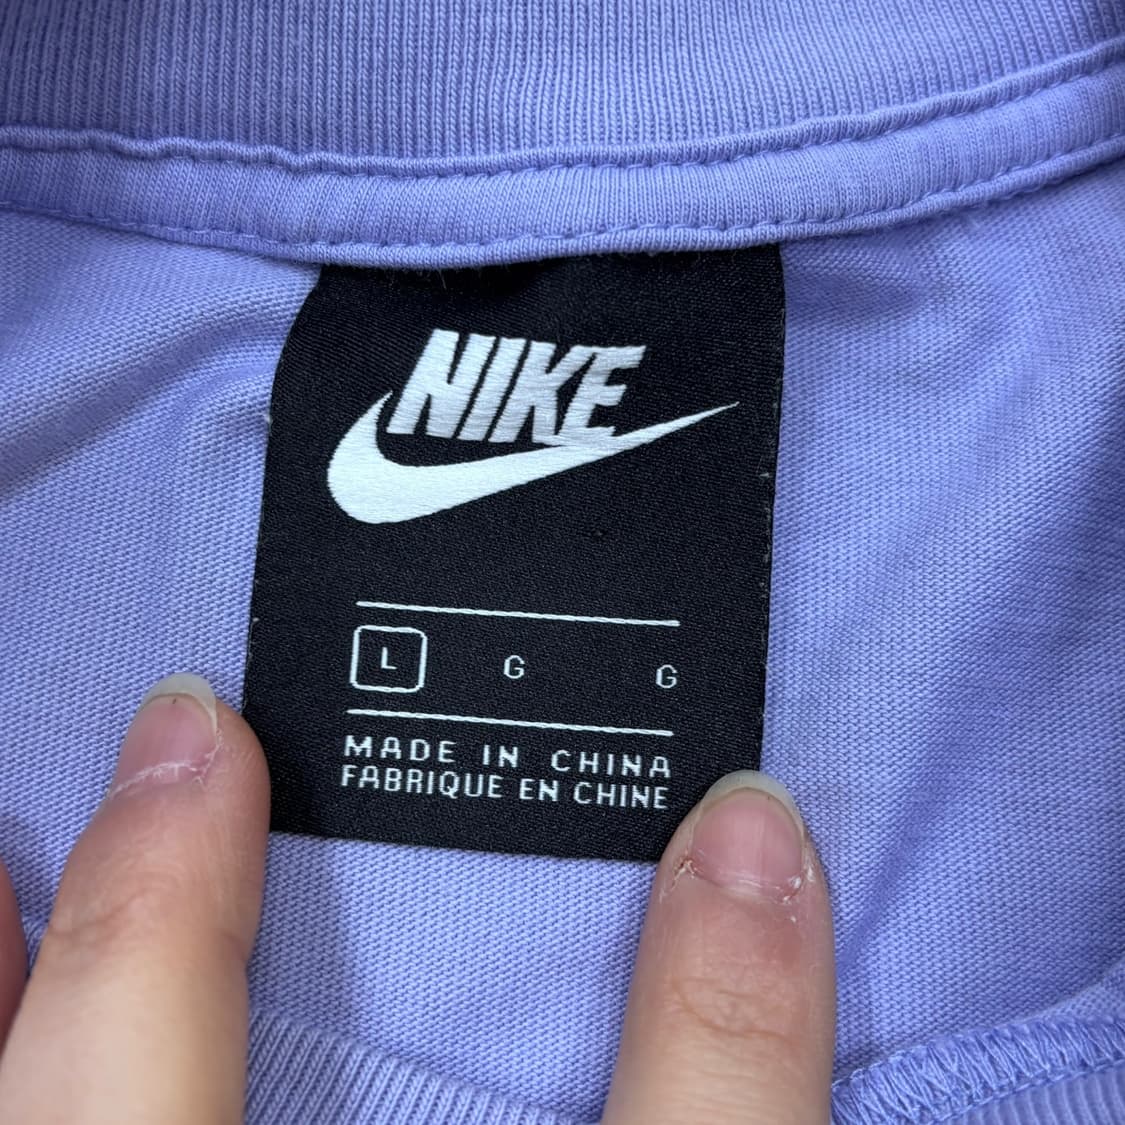 NIKE
L G G
MADE IN CHINA
FABRIQUE EN CHINE